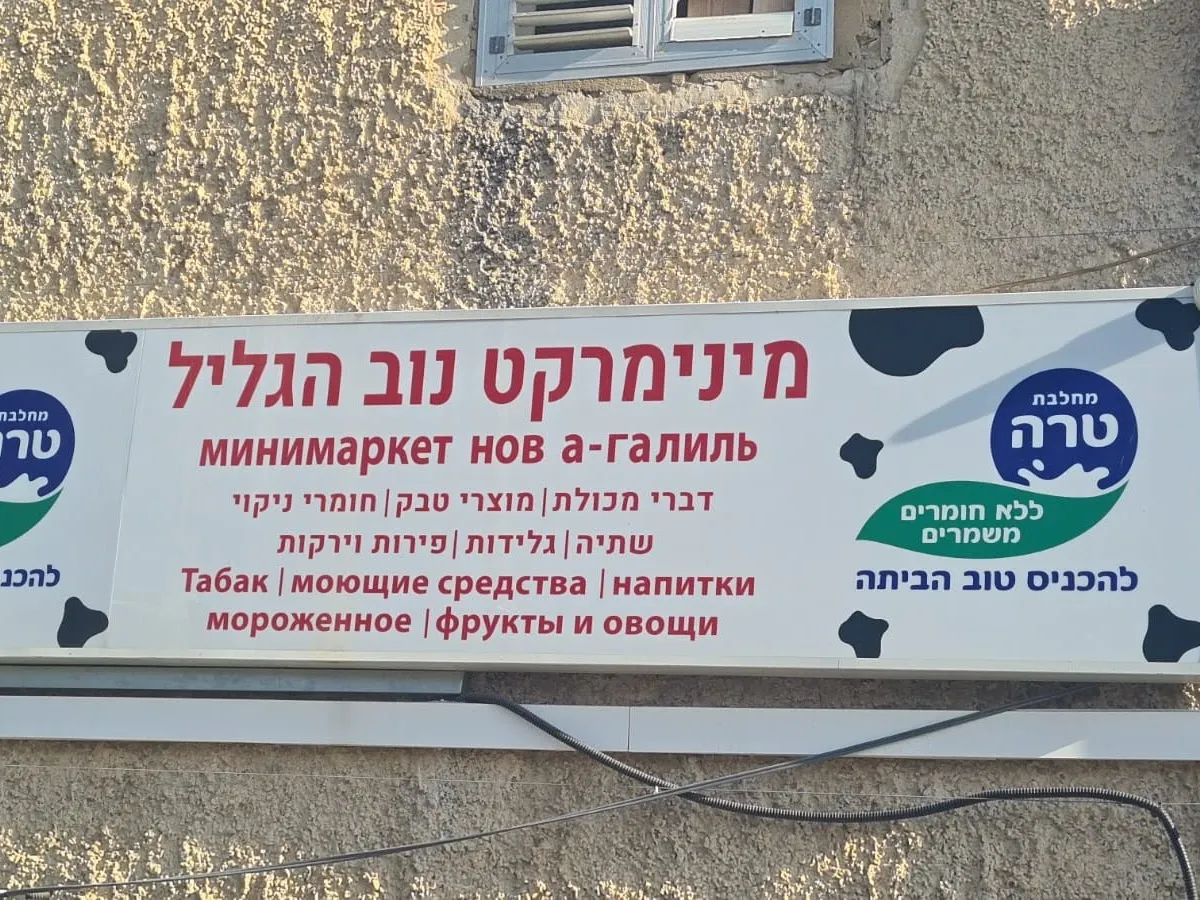 מינימרקט נוב הגליל
минимаркет нов а-галиль
דברי מכולת|מוצרי טבק|חומרי ניקוי
שתיה|גלידות|פירות וירקות
Табак |моющие средства |напитки
мороженное |фрукты и овощи
מחלבת
טרה
ללא חומרים
משמרים
להכניס טוב הביתה
מחלבת